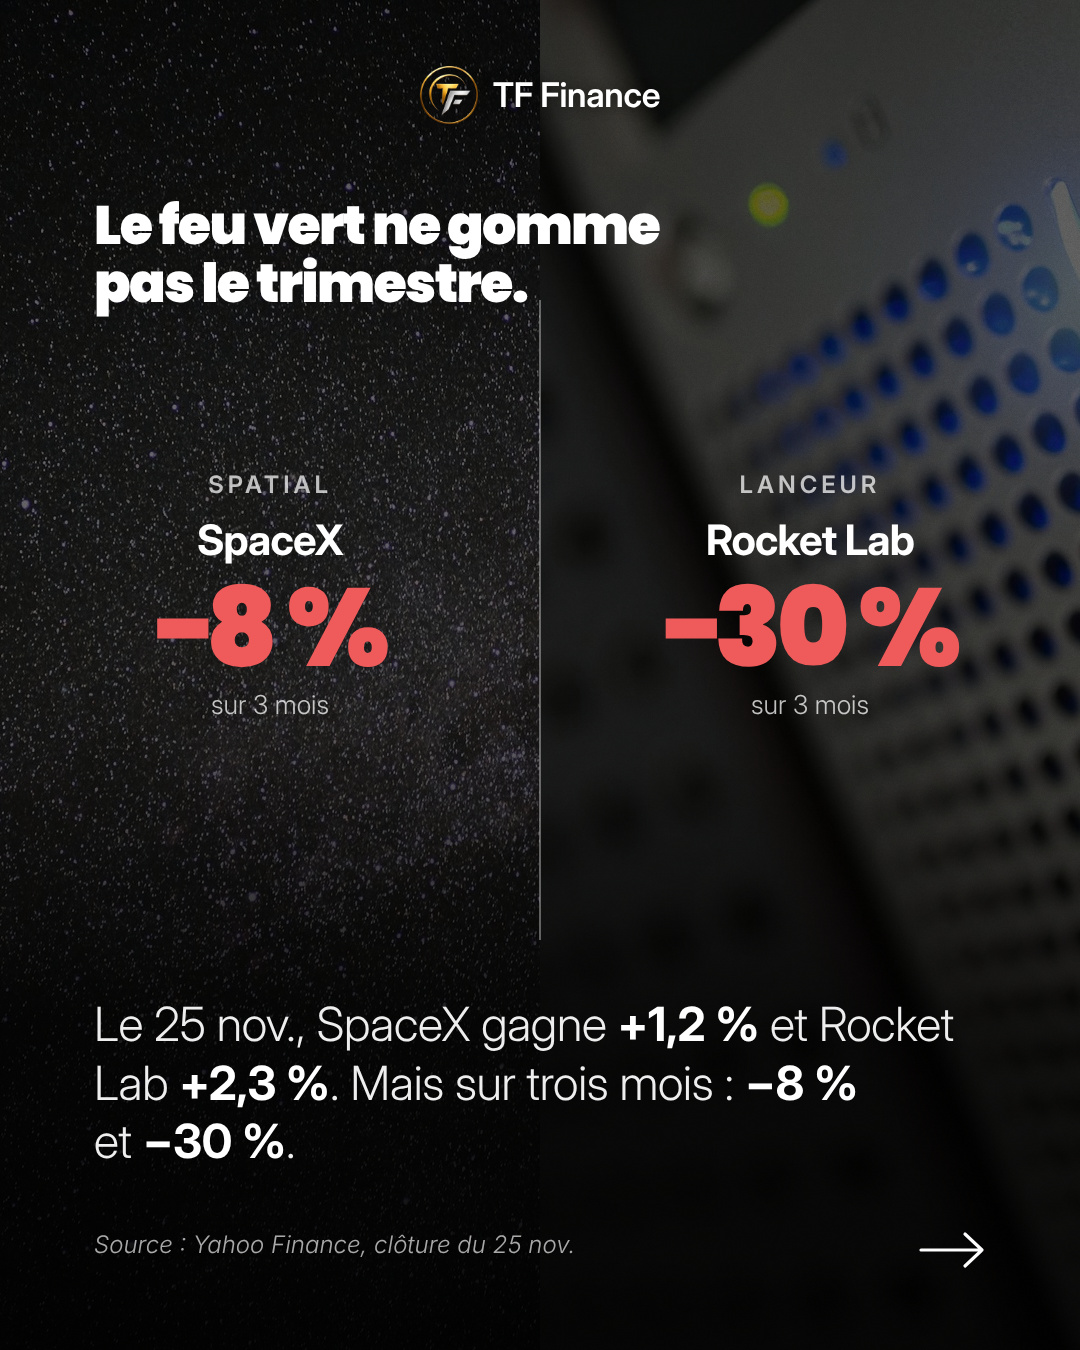 TF Finance
Le feu vert ne gomme
pas le trimestre.
SPATIAL
SpaceX
−8 %
sur 3 mois
LANCEUR
Rocket Lab
−30 %
sur 3 mois
Le 25 nov., SpaceX gagne +1,2 % et Rocket
Lab +2,3 %. Mais sur trois mois : −8 %
et −30 %.
Source : Yahoo Finance, clôture du 25 nov.